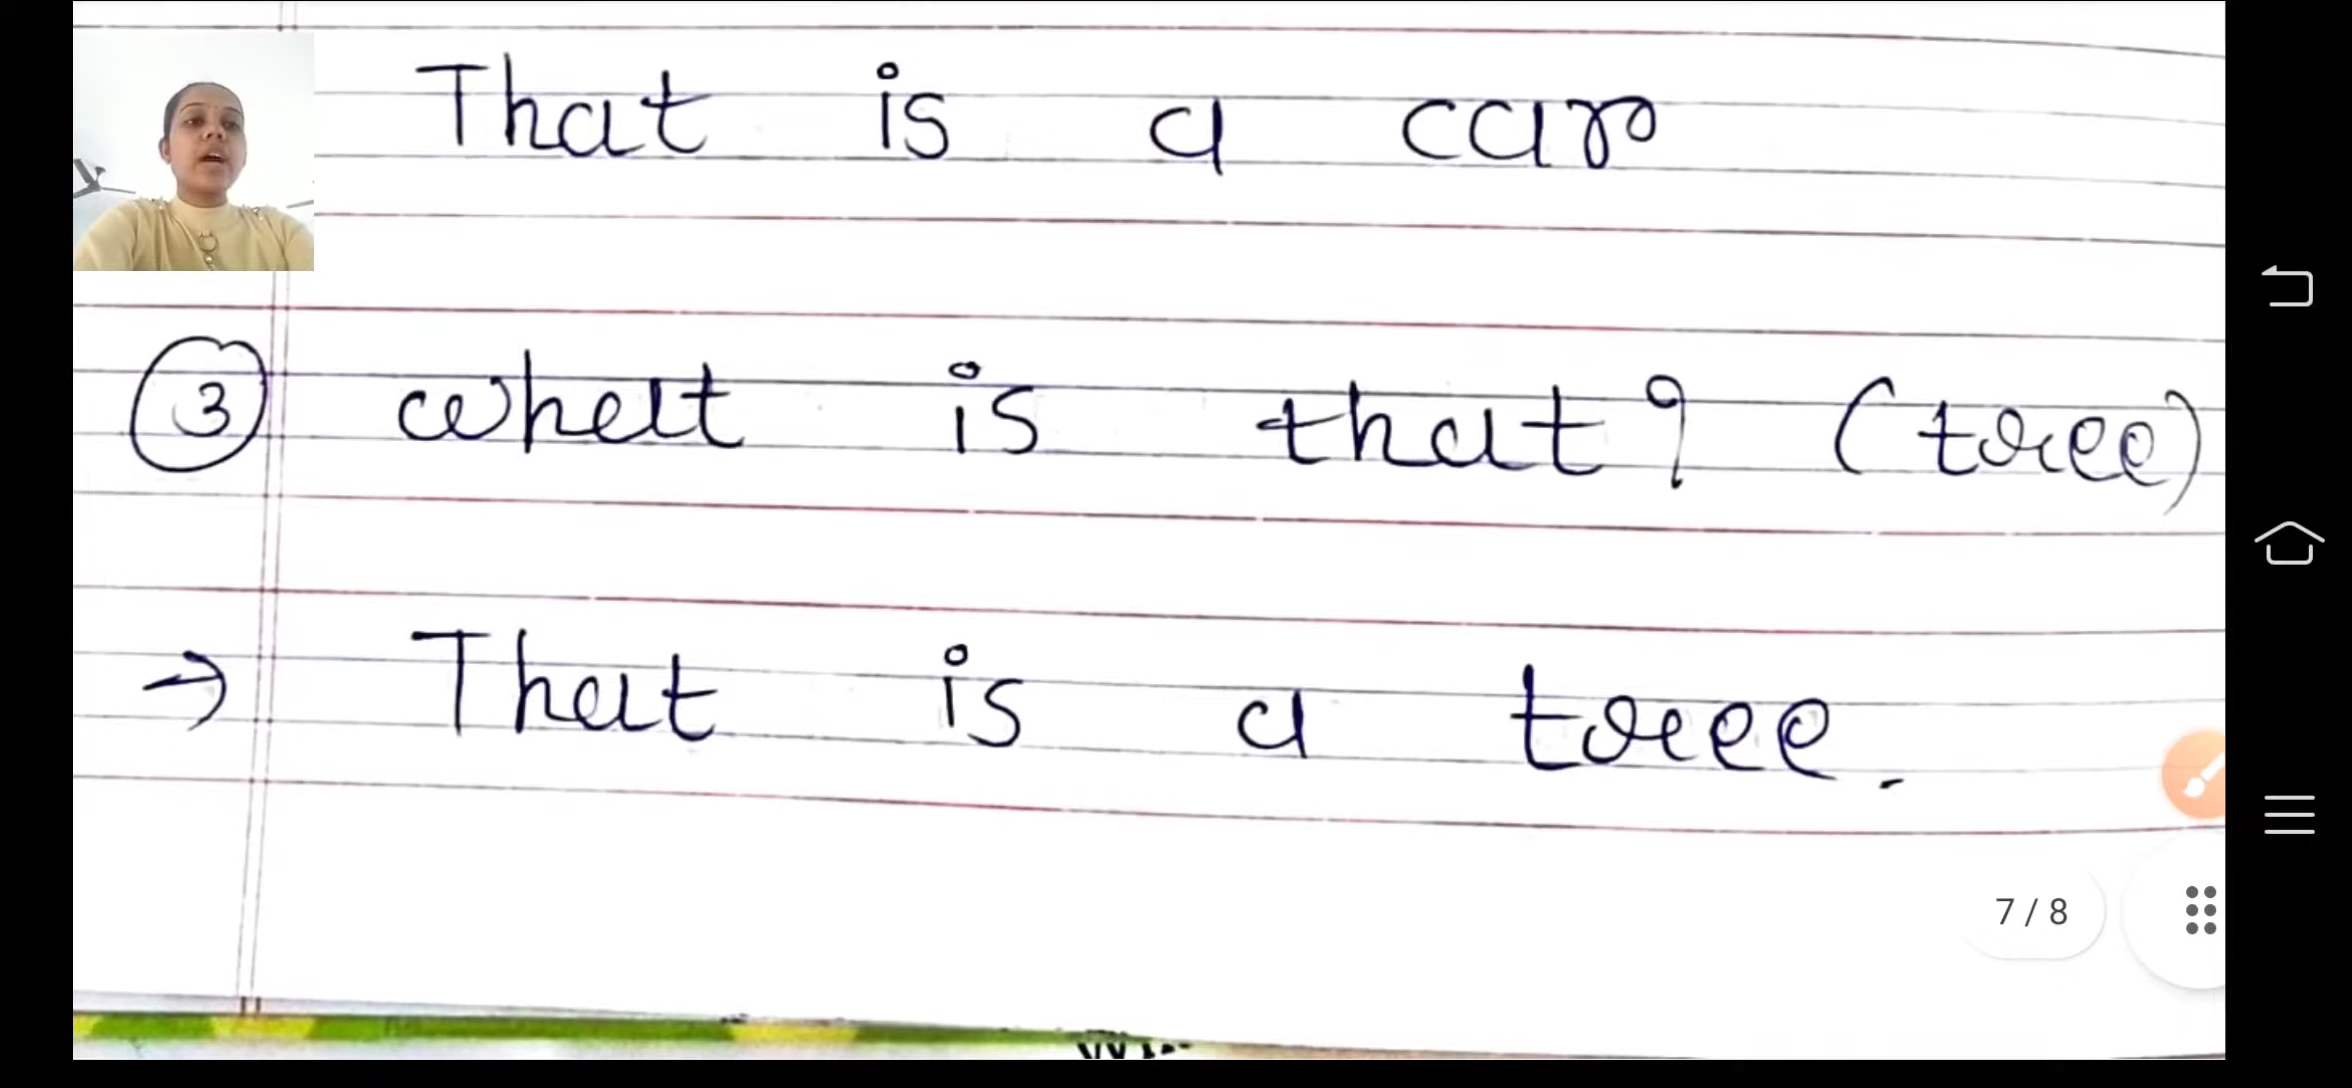 That is a car
3 what is that? (tree)
→ That is a tree.
7 / 8